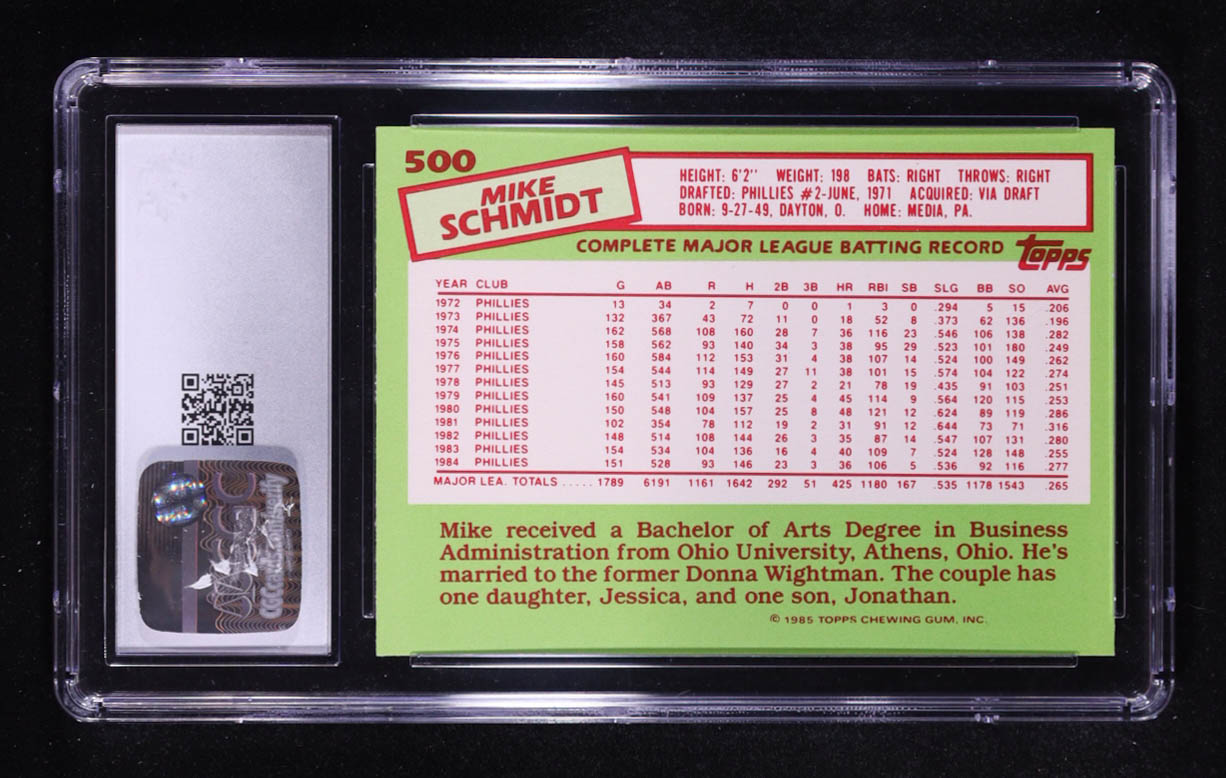 500
MIKE
SCHMIDT
HEIGHT: 6'2" WEIGHT: 198 BATS: RIGHT THROWS: RIGHT
DRAFTED: PHILLIES #2-JUNE, 1971 ACQUIRED: VIA DRAFT
BORN: 9-27-49, DAYTON, O. HOME: MEDIA, PA.
COMPLETE MAJOR LEAGUE BATTING RECORD
topps
YEAR CLUB G AB R H 2B 3B HR RBI SB SLG BB SO AVG
1972 PHILLIES 13 34 2 7 0 0 1 3 0 .294 5 15 .206
1973 PHILLIES 132 367 43 72 11 0 18 52 8 .373 62 136 .196
1974 PHILLIES 162 568 108 160 28 7 36 116 23 .546 106 138 .282
1975 PHILLIES 158 562 93 140 34 3 38 95 29 .523 101 180 .249
1976 PHILLIES 160 584 112 153 31 4 38 107 14 .524 100 149 .262
1977 PHILLIES 154 544 114 149 27 11 38 101 15 .574 104 122 .274
1978 PHILLIES 145 513 93 129 27 2 21 78 19 .435 91 103 .251
1979 PHILLIES 160 541 109 137 25 4 45 114 9 .564 120 115 .253
1980 PHILLIES 150 548 104 157 25 8 48 121 12 .624 89 119 .286
1981 PHILLIES 102 354 78 112 19 2 31 91 12 .644 73 71 .316
1982 PHILLIES 148 514 108 144 26 3 35 87 14 .547 107 131 .280
1983 PHILLIES 154 534 104 136 16 4 40 109 7 .524 128 148 .255
1984 PHILLIES 151 528 93 146 23 3 36 106 5 .536 92 116 .277
MAJOR LEA. TOTALS ..... 1789 6191 1161 1642 292 51 425 1180 167 .535 1178 1543 .265
Mike received a Bachelor of Arts Degree in Business
Administration from Ohio University, Athens, Ohio. He's
married to the former Donna Wightman. The couple has
one daughter, Jessica, and one son, Jonathan.
© 1985 TOPPS CHEWING GUM, INC.